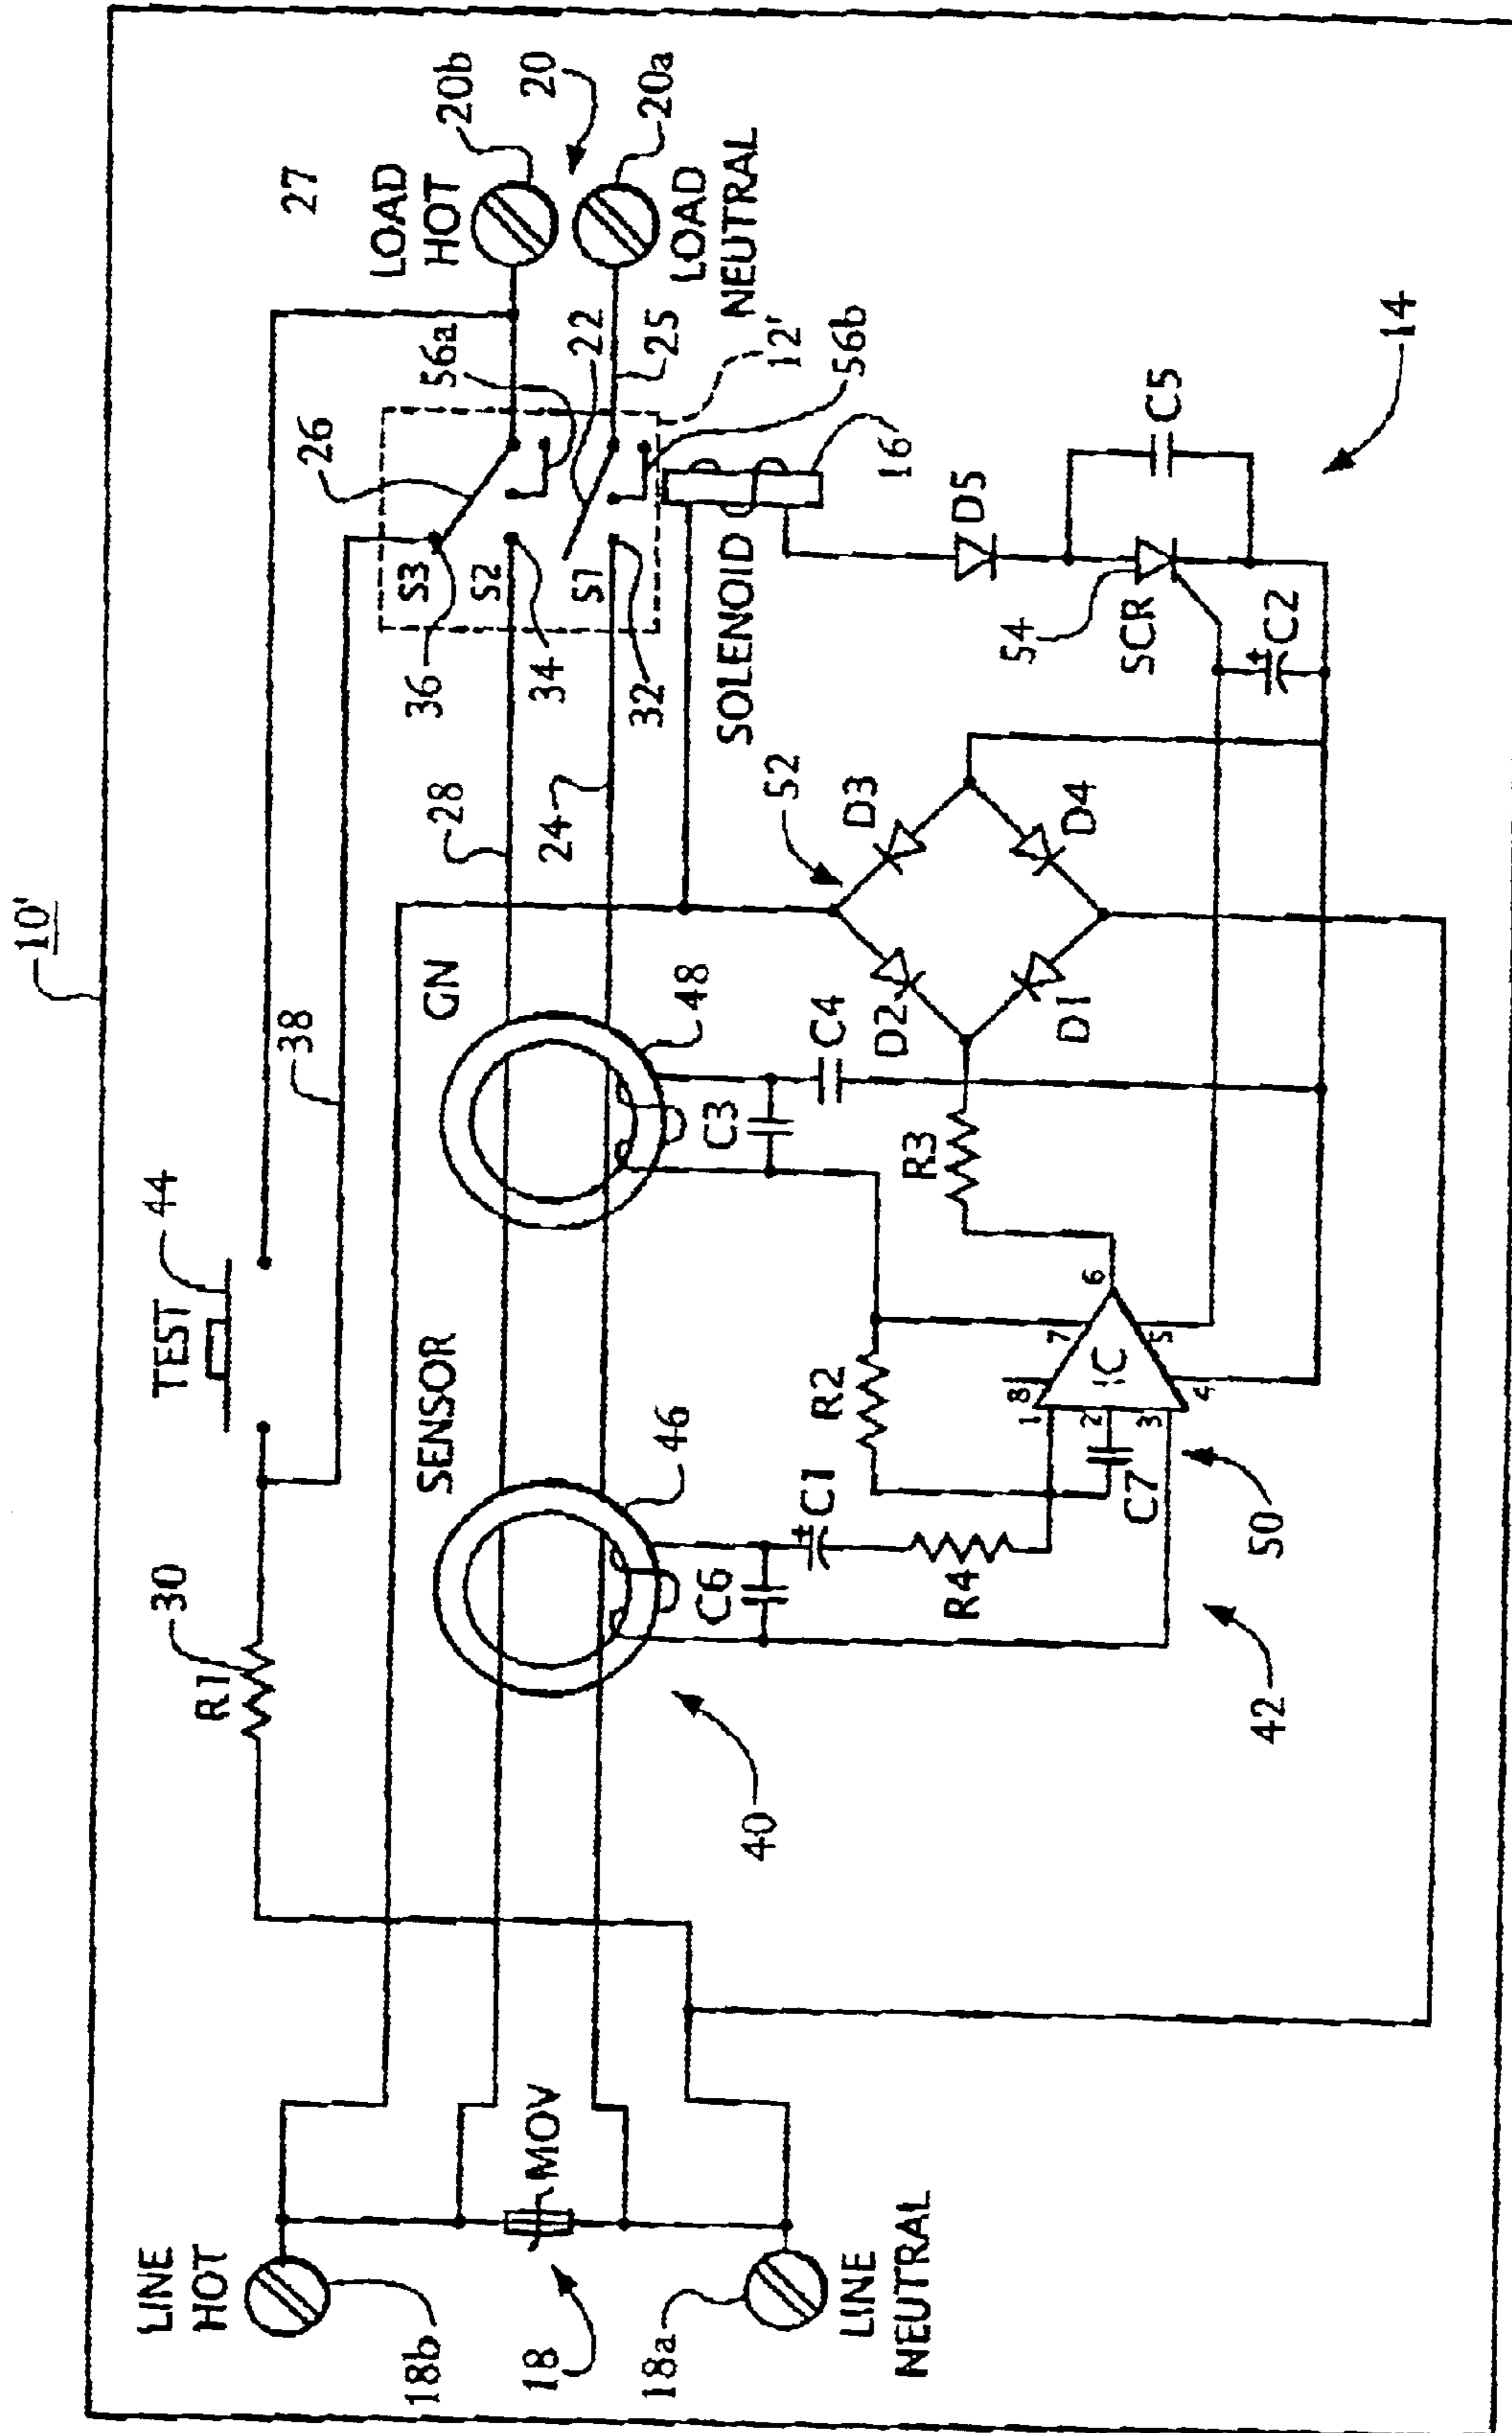 10'
TEST
44
30
R1
38
27
LINE
HOT
18b
18
MOV
18a
LINE
NEUTRAL
SENSOR
46
40
GN
48
28
24
36
S3
S2
S1
34
32
26
56a
22
25
LOAD
HOT
20b
20
20a
LOAD
NEUTRAL
12'
56b
16
SOLENOID
C6
C1
R4
C7
R2
C3
C4
R3
1
2
3
4
5
6
7
8
IC
50
42
52
D2
D3
D1
D4
D5
54
SCR
C5
C2
14